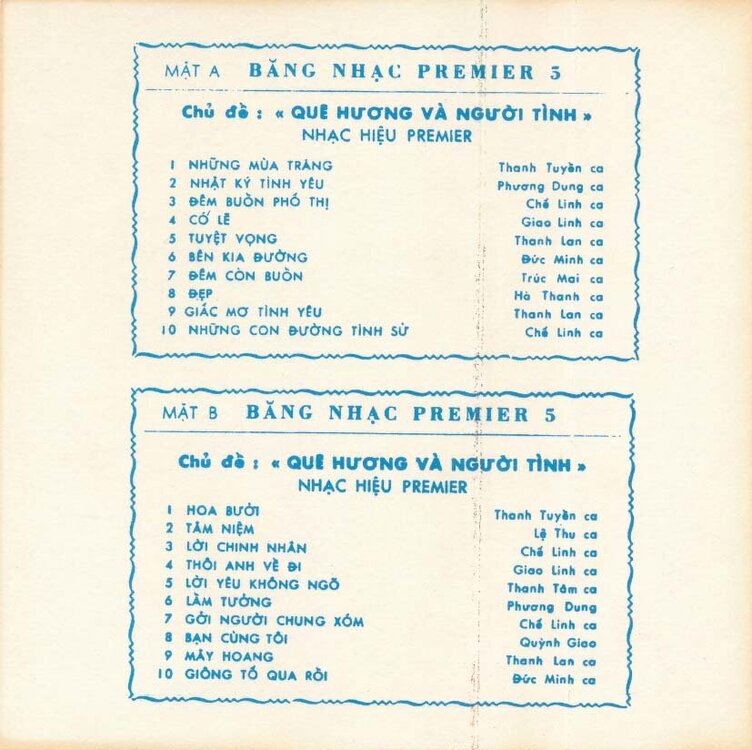 MẶT A BĂNG NHẠC PREMIER 5
Chủ đề : « QUÊ HƯƠNG VÀ NGƯỜI TÌNH »
NHẠC HIỆU PREMIER
1 NHỮNG MÙA TRĂNG Thanh Tuyền ca
2 NHẬT KÝ TÌNH YÊU Phương Dung ca
3 ĐÊM BUỒN PHỐ THỊ Chế Linh ca
4 CỐ LẼ Giao Linh ca
5 TUYỆT VỌNG Thanh Lan ca
6 BÊN KIA ĐƯỜNG Đức Minh ca
7 ĐÊM CÒN BUỒN Trúc Mai ca
8 ĐẸP Hà Thanh ca
9 GIẤC MƠ TÌNH YÊU Thanh Lan ca
10 NHỮNG CON ĐƯỜNG TÌNH SỬ Chế Linh ca
MẶT B BĂNG NHẠC PREMIER 5
Chủ đề : « QUÊ HƯƠNG VÀ NGƯỜI TÌNH »
NHẠC HIỆU PREMIER
1 HOA BƯỞI Thanh Tuyền ca
2 TÂM NIỆM Lệ Thu ca
3 LỜI CHINH NHÂN Chế Linh ca
4 THÔI ANH VỀ ĐI Giao Linh ca
5 LỜI YÊU KHÔNG NGÕ Thanh Tâm ca
6 LẦM TƯỞNG Phương Dung
7 GỞI NGƯỜI CHUNG XÓM Chế Linh ca
8 BẠN CÙNG TÔI Quỳnh Giao
9 MÂY HOANG Thanh Lan ca
10 GIÔNG TỐ QUA RỒI Đức Minh ca